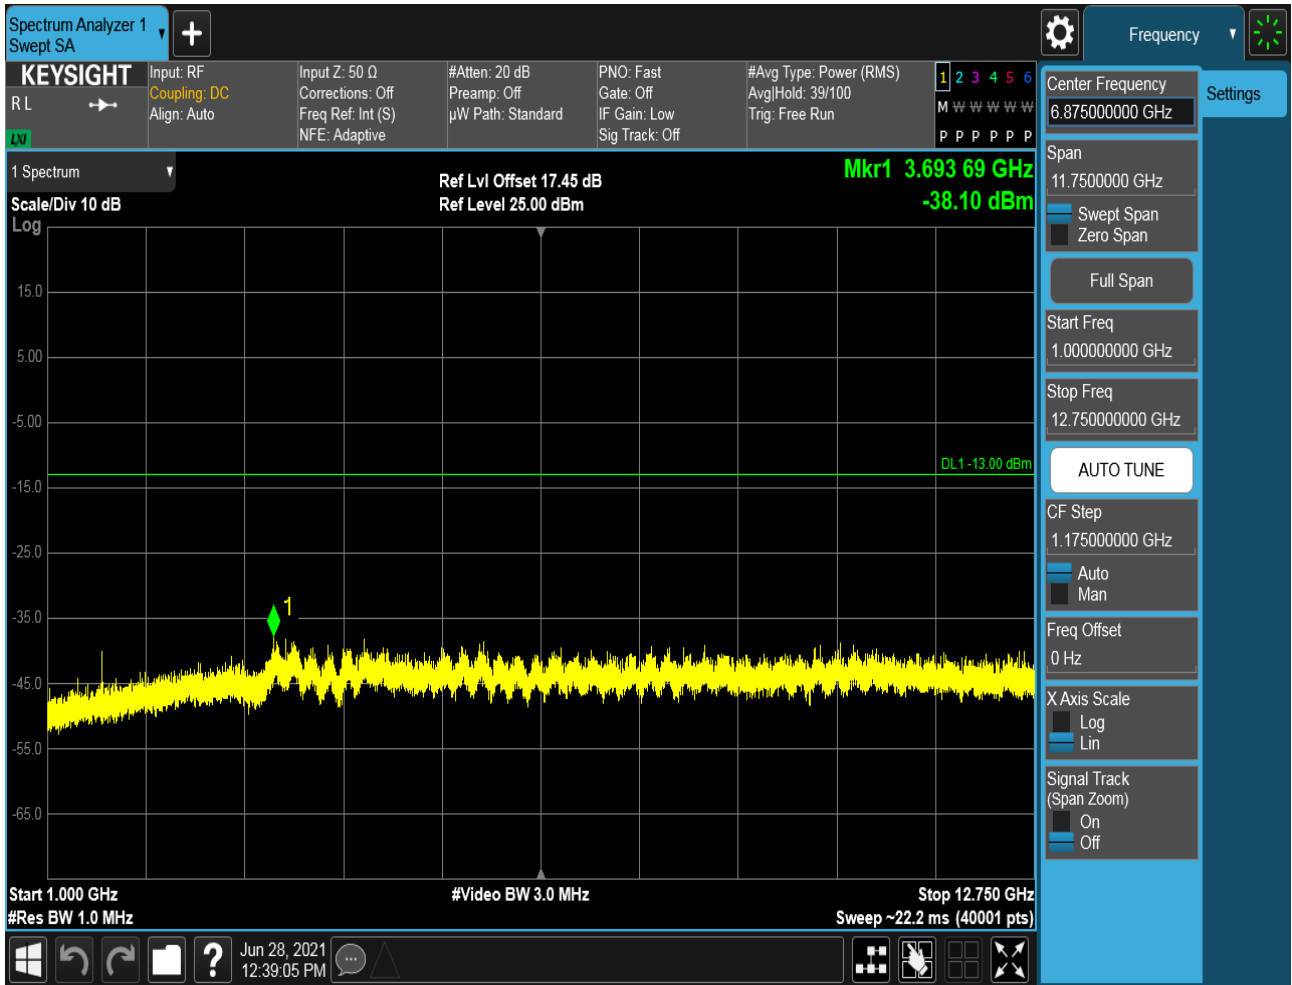 Spectrum Analyzer 1
Swept SA
Frequency
KEYSIGHT
R L
LXI
Input: RF
Coupling: DC
Align: Auto
Input Z: 50 Ω
Corrections: Off
Freq Ref: Int (S)
NFE: Adaptive
#Atten: 20 dB
Preamp: Off
µW Path: Standard
PNO: Fast
Gate: Off
IF Gain: Low
Sig Track: Off
#Avg Type: Power (RMS)
Avg|Hold: 39/100
Trig: Free Run
1 2 3 4 5 6
M W W W W W
P P P P P P
1 Spectrum
Scale/Div 10 dB
Log
Ref Lvl Offset 17.45 dB
Ref Level 25.00 dBm
Mkr1 3.693 69 GHz
-38.10 dBm
15.0
5.00
-5.00
DL1 -13.00 dBm
-15.0
-25.0
1
-35.0
-45.0
-55.0
-65.0
Start 1.000 GHz
#Video BW 3.0 MHz
Stop 12.750 GHz
#Res BW 1.0 MHz
Sweep ~22.2 ms (40001 pts)
?
Jun 28, 2021
12:39:05 PM
Center Frequency
6.875000000 GHz
Settings
Span
11.7500000 GHz
Swept Span
Zero Span
Full Span
Start Freq
1.000000000 GHz
Stop Freq
12.750000000 GHz
AUTO TUNE
CF Step
1.175000000 GHz
Auto
Man
Freq Offset
0 Hz
X Axis Scale
Log
Lin
Signal Track
(Span Zoom)
On
Off